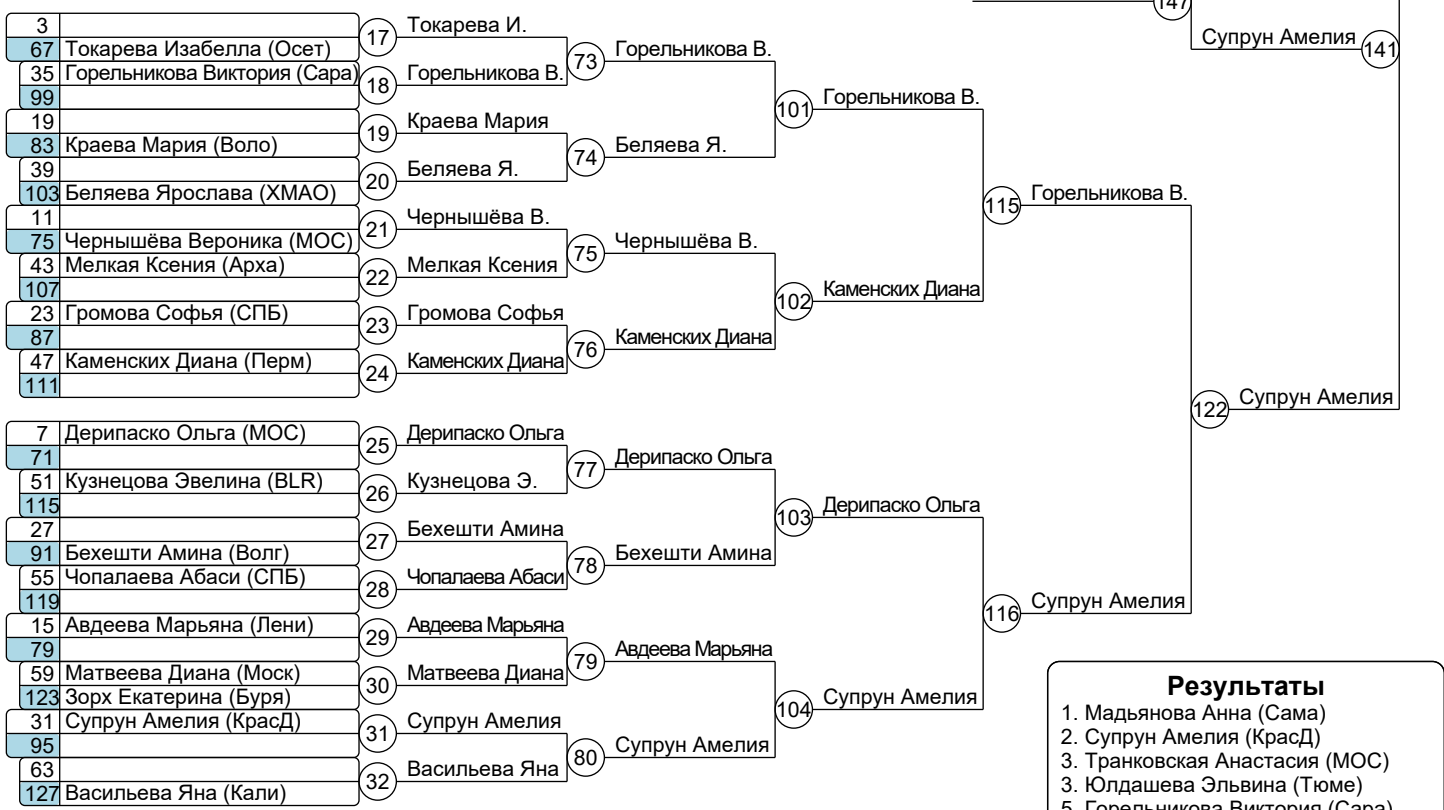 147
Супрун Амелия
141
3
67 Токарева Изабелла (Осет)
17
Токарева И.
35 Горельникова Виктория (Сара)
99
18
Горельникова В.
73
Горельникова В.
19
83 Краева Мария (Воло)
19
Краева Мария
39
103 Беляева Ярослава (ХМАО)
20
Беляева Я.
74
Беляева Я.
101
Горельникова В.
11
75 Чернышёва Вероника (МОС)
21
Чернышёва В.
43 Мелкая Ксения (Арха)
107
22
Мелкая Ксения
75
Чернышёва В.
23 Громова Софья (СПБ)
87
23
Громова Софья
47 Каменских Диана (Перм)
111
24
Каменских Диана
76
Каменских Диана
102
Каменских Диана
115
Горельникова В.
7 Дерипаско Ольга (МОС)
71
25
Дерипаско Ольга
51 Кузнецова Эвелина (BLR)
115
26
Кузнецова Э.
77
Дерипаско Ольга
27
91 Бехешти Амина (Волг)
27
Бехешти Амина
55 Чопалаева Абаси (СПБ)
119
28
Чопалаева Абаси
78
Бехешти Амина
103
Дерипаско Ольга
15 Авдеева Марьяна (Лени)
79
29
Авдеева Марьяна
59 Матвеева Диана (Моск)
123 Зорх Екатерина (Буря)
30
Матвеева Диана
79
Авдеева Марьяна
31 Супрун Амелия (КрасД)
95
31
Супрун Амелия
63
127 Васильева Яна (Кали)
32
Васильева Яна
80
Супрун Амелия
104
Супрун Амелия
116
Супрун Амелия
122
Супрун Амелия
Результаты
1. Мадьянова Анна (Сама)
2. Супрун Амелия (КрасД)
3. Транковская Анастасия (МОС)
3. Юлдашева Эльвина (Тюме)
5. Горельникова Виктория (Сара)